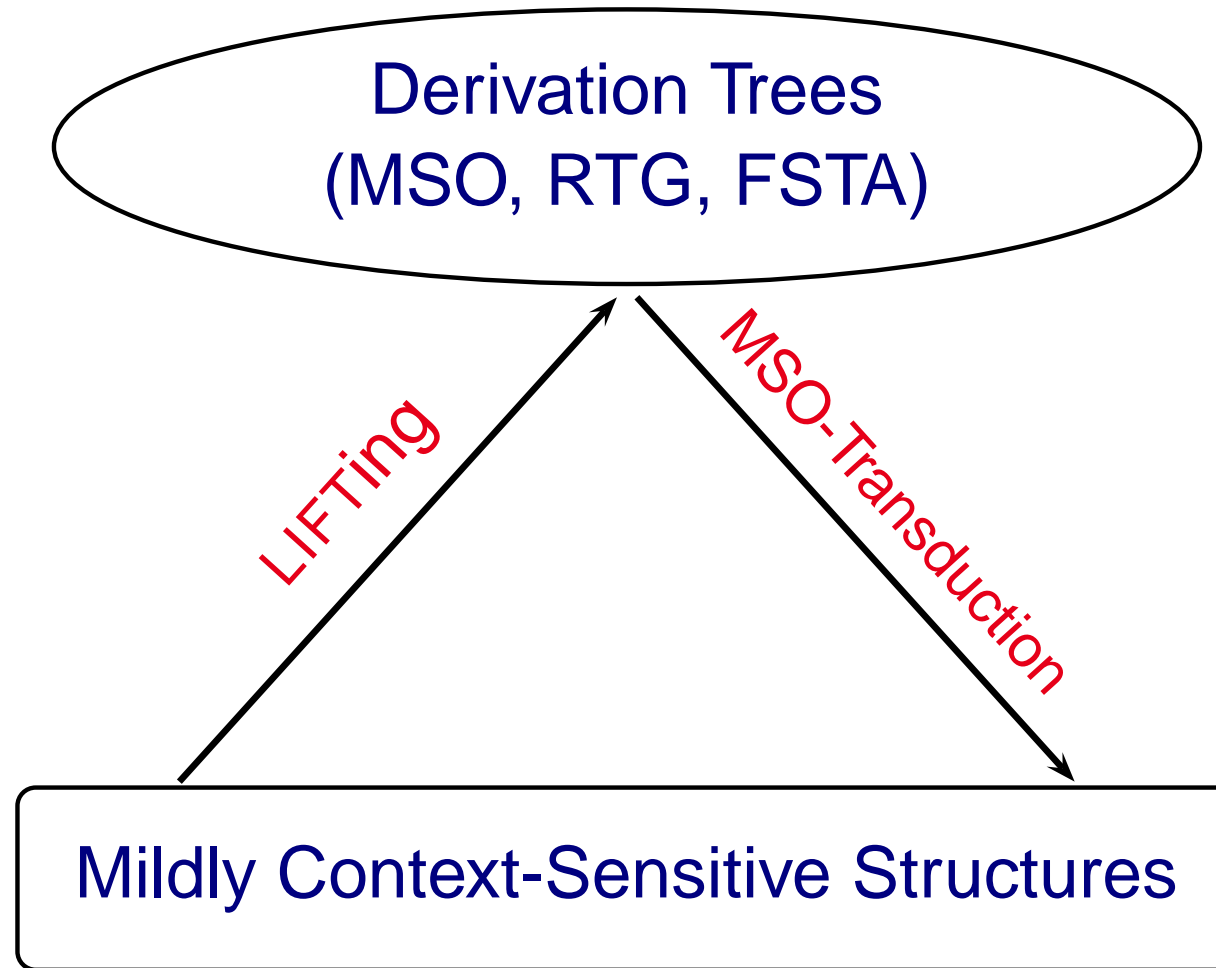 Derivation Trees
(MSO, RTG, FSTA)
LIFTing
MSO-Transduction
Mildly Context-Sensitive Structures